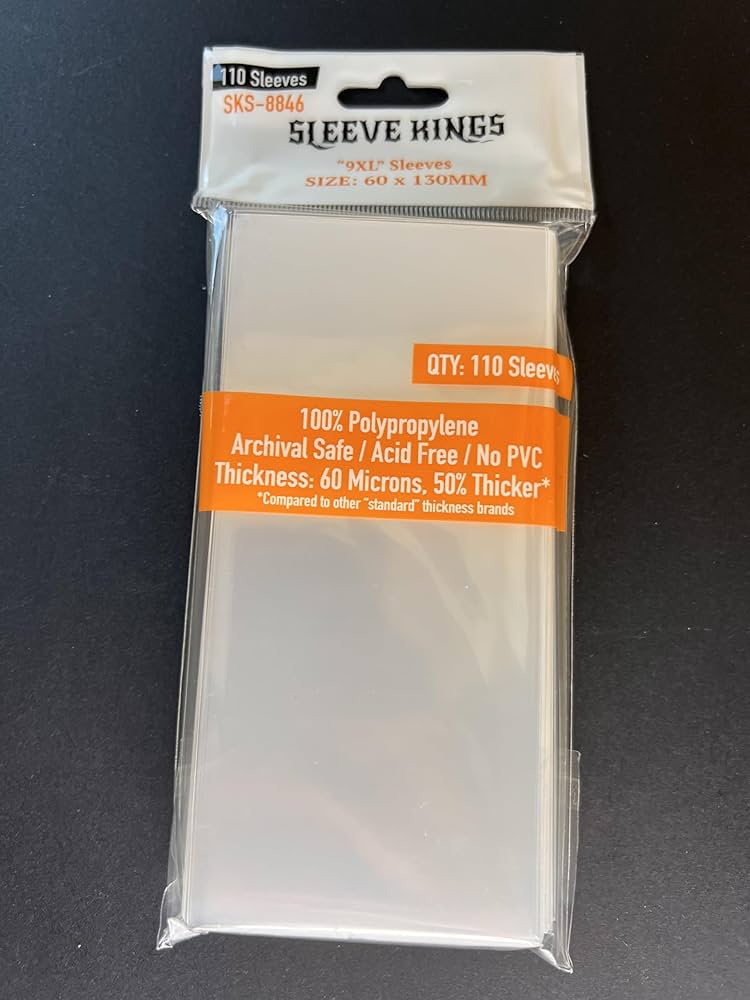 110 Sleeves
SKS-8846
SLEEVE KINGS
"9XL" Sleeves
SIZE: 60 x 130MM
QTY: 110 Sleeves
100% Polypropylene
Archival Safe / Acid Free / No PVC
Thickness: 60 Microns, 50% Thicker*
*Compared to other "standard" thickness brands